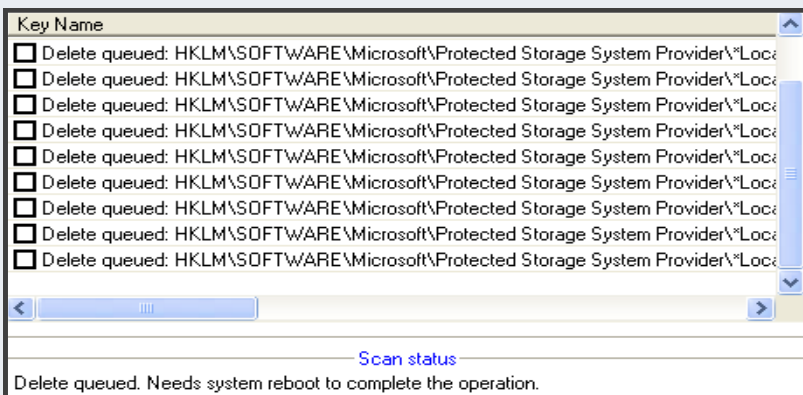 Key Name
Delete queued: HKLM\SOFTWARE\Microsoft\Protected Storage System Provider\*Loca
Delete queued: HKLM\SOFTWARE\Microsoft\Protected Storage System Provider\*Loca
Delete queued: HKLM\SOFTWARE\Microsoft\Protected Storage System Provider\*Loca
Delete queued: HKLM\SOFTWARE\Microsoft\Protected Storage System Provider\*Loca
Delete queued: HKLM\SOFTWARE\Microsoft\Protected Storage System Provider\*Loca
Delete queued: HKLM\SOFTWARE\Microsoft\Protected Storage System Provider\*Loca
Delete queued: HKLM\SOFTWARE\Microsoft\Protected Storage System Provider\*Loca
Delete queued: HKLM\SOFTWARE\Microsoft\Protected Storage System Provider\*Loca
Delete queued: HKLM\SOFTWARE\Microsoft\Protected Storage System Provider\*Loca
Scan status
Delete queued. Needs system reboot to complete the operation.